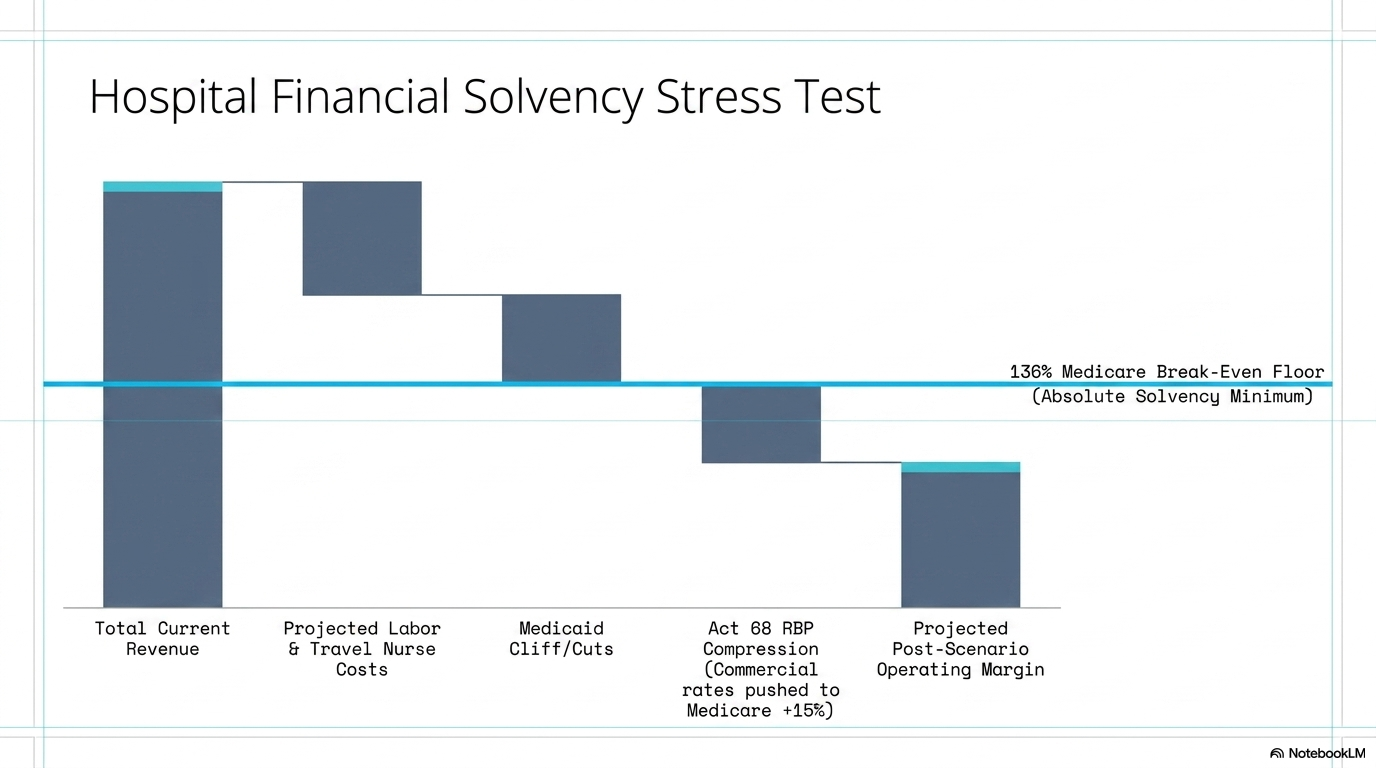 Hospital Financial Solvency Stress Test
136% Medicare Break-Even Floor
(Absolute Solvency Minimum)
Total Current
Revenue
Projected Labor
& Travel Nurse
Costs
Medicaid
Cliff/Cuts
Act 68 RBP
Compression
(Commercial
rates pushed to
Medicare +15%)
Projected
Post-Scenario
Operating Margin
NotebookLM